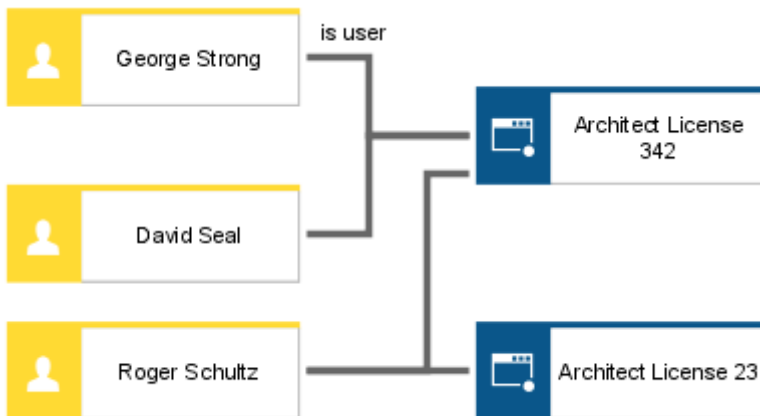 George Strong
is user
Architect License
342
David Seal
Roger Schultz
Architect License 23